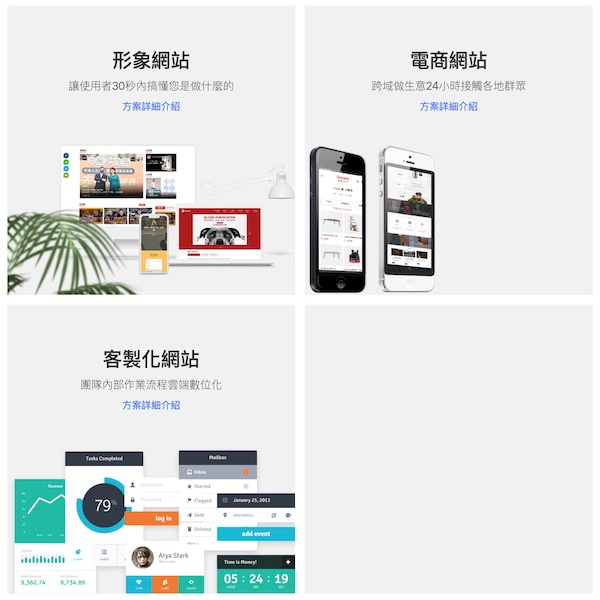 形象網站
讓使用者30秒內搞懂您是做什麼的
方案詳細介紹
BLOOD PURIFICATION
電商網站
跨域做生意24小時接觸各地群眾
方案詳細介紹
客製化網站
團隊內部作業流程雲端數位化
方案詳細介紹
Tasks Completed
79%
Revenue
9,362.74
6,734.89
Username
Password
log in
Arya Stark
Mailbox
Inbox
Starred
Flagged
Sent
Deleted
More
January 25, 2013
add event
Time is Money!
05 : 24 : 19